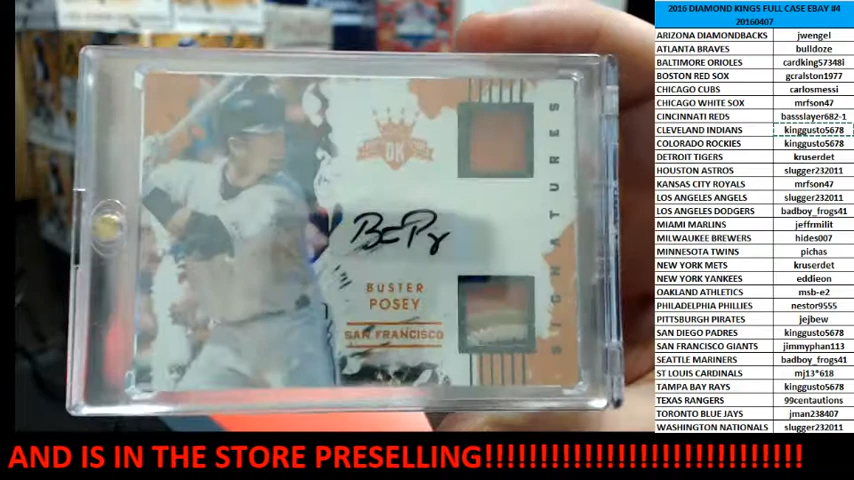 DK
SIGNATURES
BUSTER
POSEY
SAN FRANCISCO
2016 DIAMOND KINGS FULL CASE EBAY #4
20160407
ARIZONA DIAMONDBACKS jwengel
ATLANTA BRAVES bulldoze
BALTIMORE ORIOLES cardking57348i
BOSTON RED SOX gcralston1977
CHICAGO CUBS carlosmessi
CHICAGO WHITE SOX mrfson47
CINCINNATI REDS bassslayer682-1
CLEVELAND INDIANS kinggusto5678
COLORADO ROCKIES kinggusto5678
DETROIT TIGERS kruserdet
HOUSTON ASTROS slugger232011
KANSAS CITY ROYALS mrfson47
LOS ANGELES ANGELS slugger232011
LOS ANGELES DODGERS badboy_frogs41
MIAMI MARLINS jeffrmilit
MILWAUKEE BREWERS hides007
MINNESOTA TWINS pichas
NEW YORK METS kruserdet
NEW YORK YANKEES eddieon
OAKLAND ATHLETICS msb-e2
PHILADELPHIA PHILLIES nestor9555
PITTSBURGH PIRATES jejbew
SAN DIEGO PADRES kinggusto5678
SAN FRANCISCO GIANTS jimmyphan113
SEATTLE MARINERS badboy_frogs41
ST LOUIS CARDINALS mj13*618
TAMPA BAY RAYS kinggusto5678
TEXAS RANGERS 99centautions
TORONTO BLUE JAYS jman238407
WASHINGTON NATIONALS slugger232011
AND IS IN THE STORE PRESELLING!!!!!!!!!!!!!!!!!!!!!!!!!!!!!!